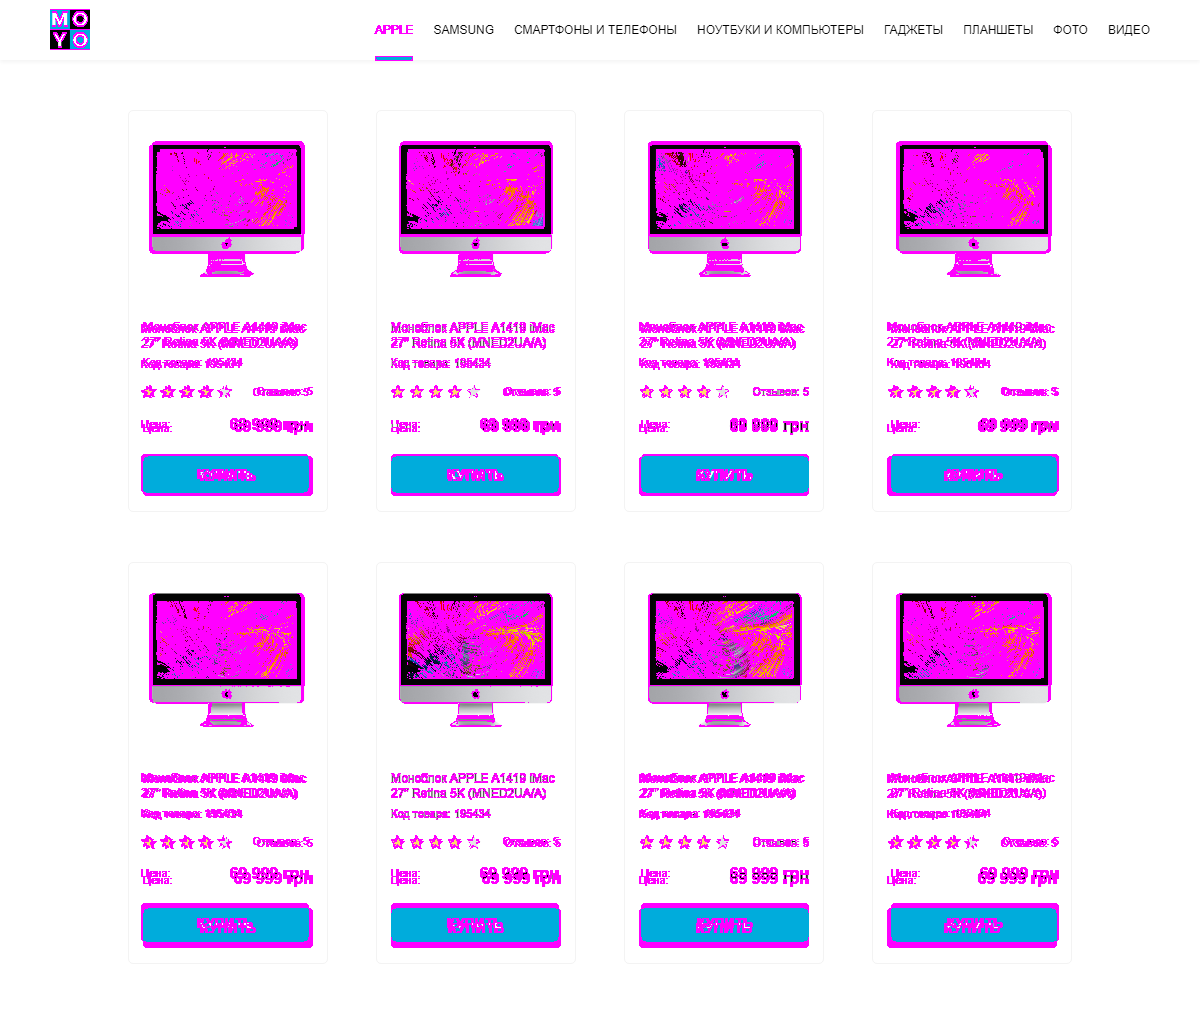 MOYO
APPLE SAMSUNG СМАРТФОНЫ И ТЕЛЕФОНЫ НОУТБУКИ И КОМПЬЮТЕРЫ ГАДЖЕТЫ ПЛАНШЕТЫ ФОТО ВИДЕО
Моноблок APPLE A1419 iMac
27" Retina 5K (MNED2UA/A)
Код товара: 195434
Отзывов: 5
Цена: 69 999 грн
КУПИТЬ
Моноблок APPLE A1419 iMac
27" Retina 5K (MNED2UA/A)
Код товара: 195434
Отзывов: 5
Цена: 69 999 грн
КУПИТЬ
Моноблок APPLE A1419 iMac
27" Retina 5K (MNED2UA/A)
Код товара: 195434
Отзывов: 5
Цена: 69 999 грн
КУПИТЬ
Моноблок APPLE A1419 iMac
27" Retina 5K (MNED2UA/A)
Код товара: 195434
Отзывов: 5
Цена: 69 999 грн
КУПИТЬ
Моноблок APPLE A1419 iMac
27" Retina 5K (MNED2UA/A)
Код товара: 195434
Отзывов: 5
Цена: 69 999 грн
КУПИТЬ
Моноблок APPLE A1419 iMac
27" Retina 5K (MNED2UA/A)
Код товара: 195434
Отзывов: 5
Цена: 69 999 грн
КУПИТЬ
Моноблок APPLE A1419 iMac
27" Retina 5K (MNED2UA/A)
Код товара: 195434
Отзывов: 5
Цена: 69 999 грн
КУПИТЬ
Моноблок APPLE A1419 iMac
27" Retina 5K (MNED2UA/A)
Код товара: 195434
Отзывов: 5
Цена: 69 999 грн
КУПИТЬ